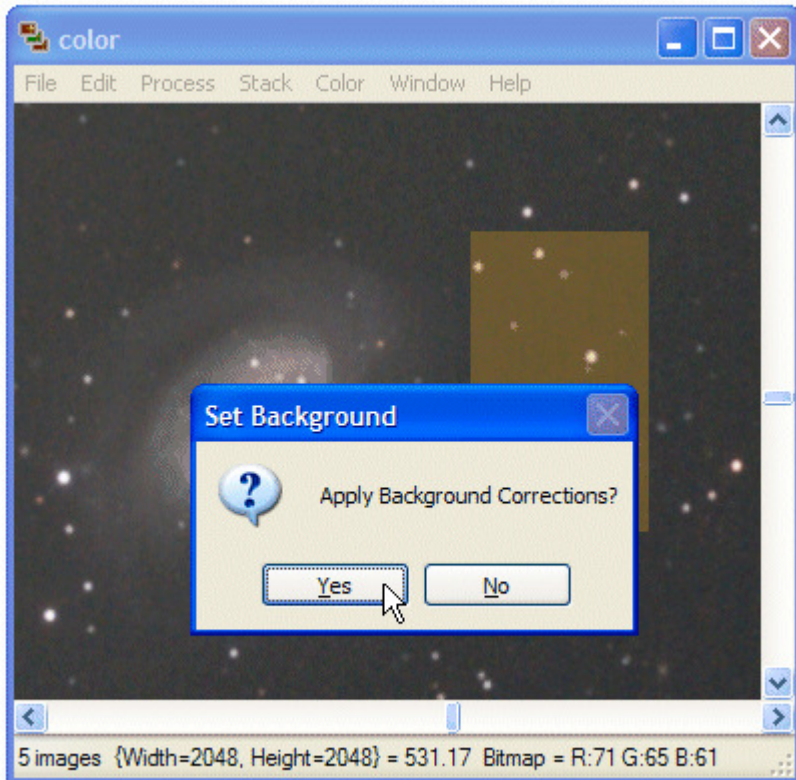 color
File Edit Process Stack Color Window Help
Set Background
Apply Background Corrections?
Yes No
5 images {Width=2048, Height=2048} = 531.17 Bitmap = R:71 G:65 B:61